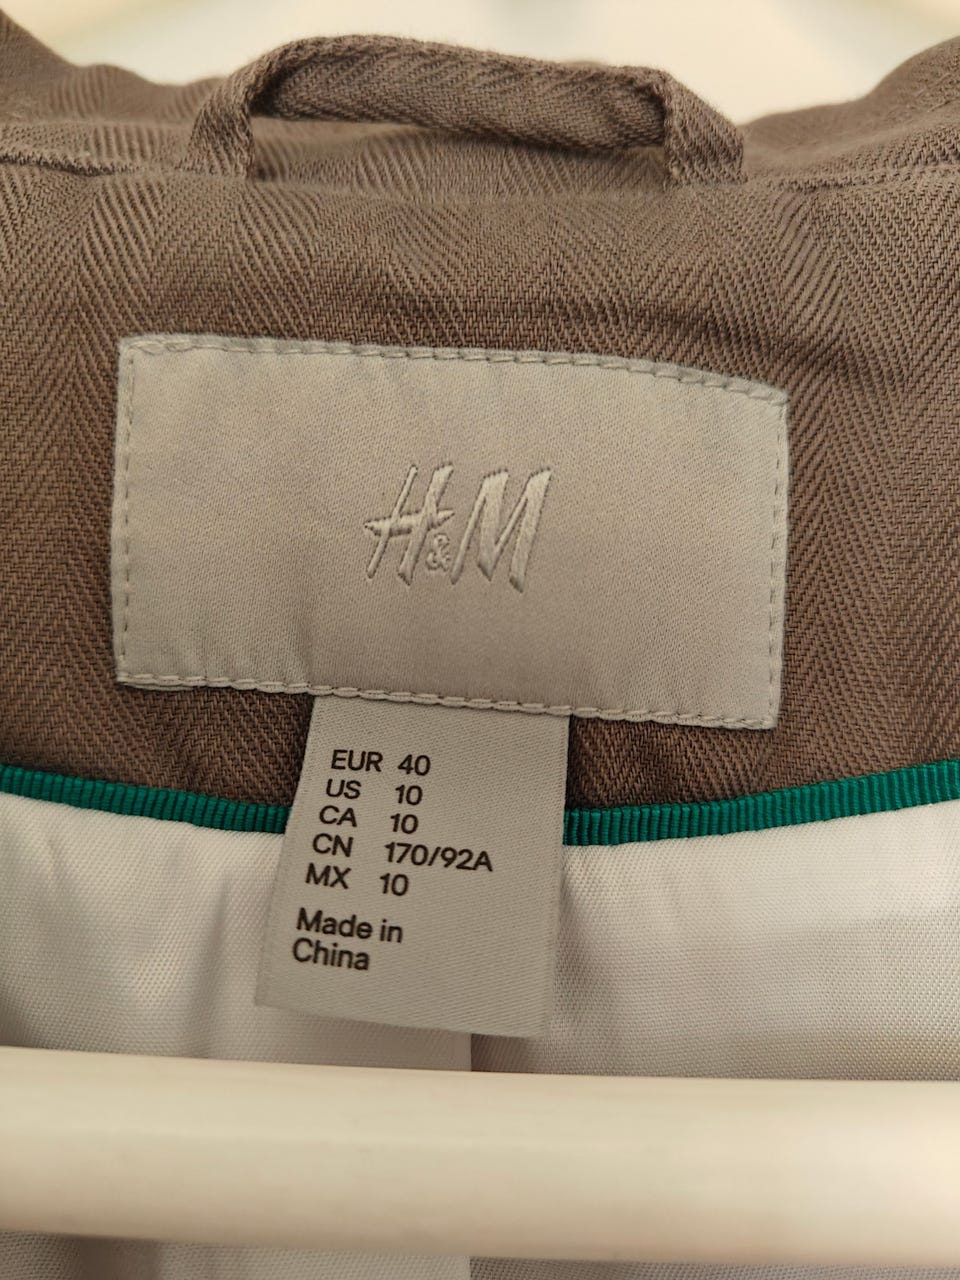 H&M
EUR 40
US 10
CA 10
CN 170/92A
MX 10
Made in
China